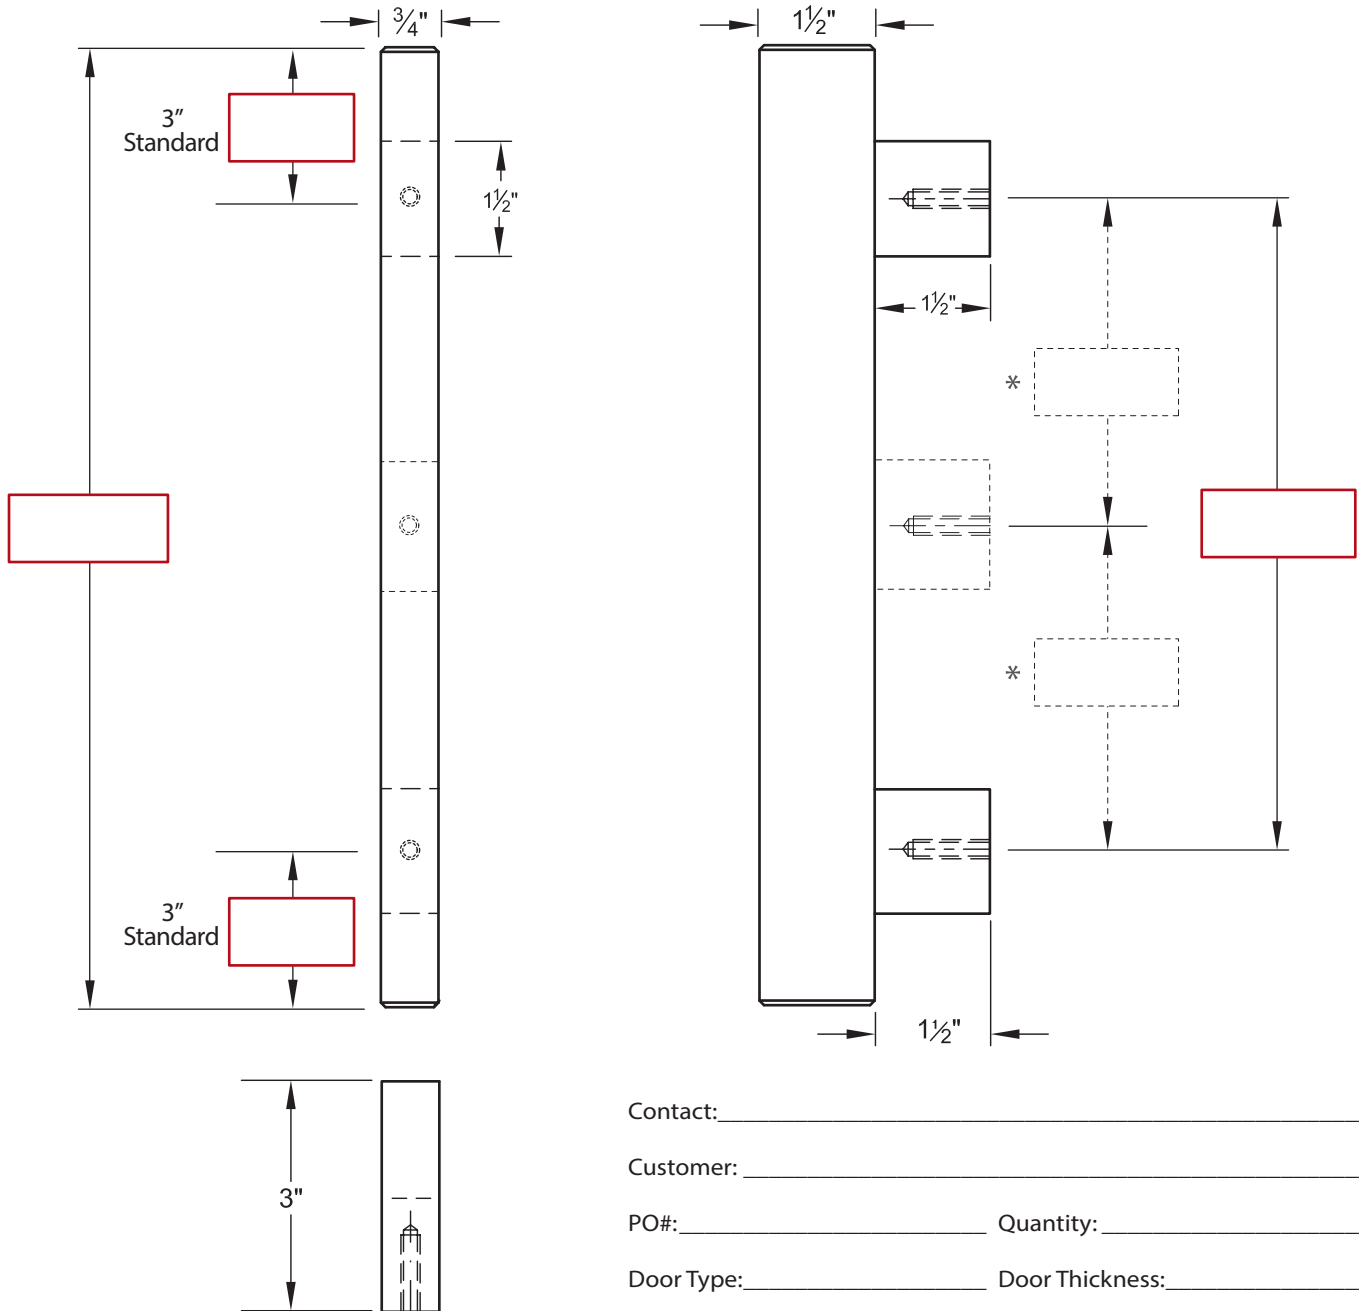 ¾"
1½"
3"
Standard
1½"
1½"
*
*
3"
Standard
1½"
3"
Contact:
Customer:
PO#: Quantity:
Door Type: Door Thickness: